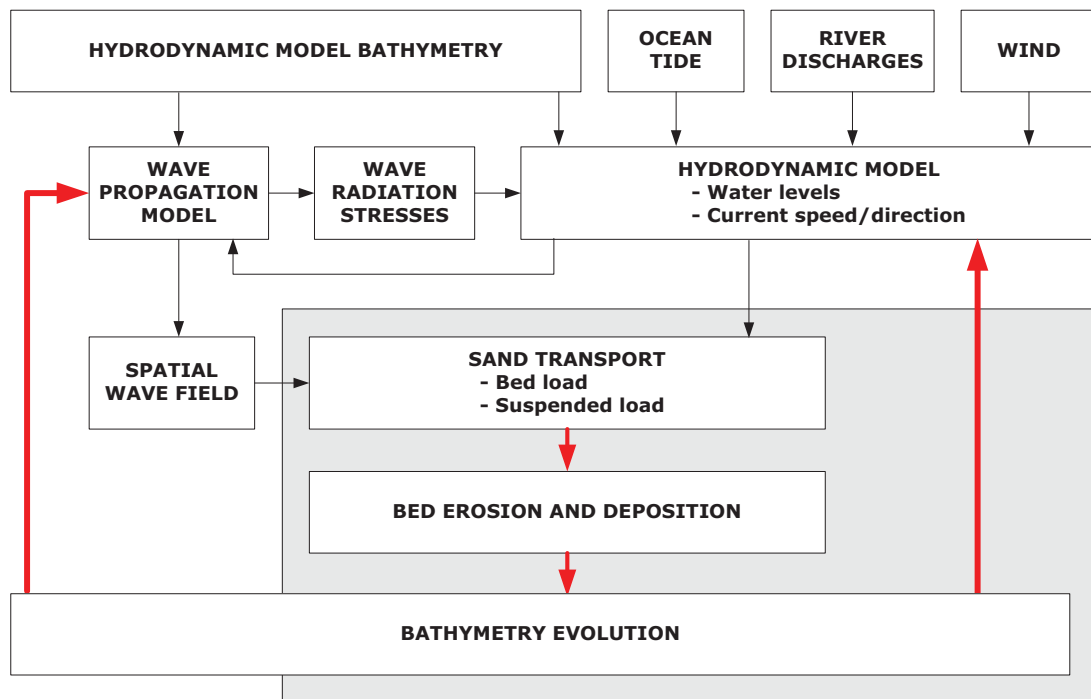 HYDRODYNAMIC MODEL BATHYMETRY
OCEAN
TIDE
RIVER
DISCHARGES
WIND
WAVE
PROPAGATION
MODEL
WAVE
RADIATION
STRESSES
HYDRODYNAMIC MODEL
- Water levels
- Current speed/direction
SPATIAL
WAVE FIELD
SAND TRANSPORT
- Bed load
- Suspended load
BED EROSION AND DEPOSITION
BATHYMETRY EVOLUTION